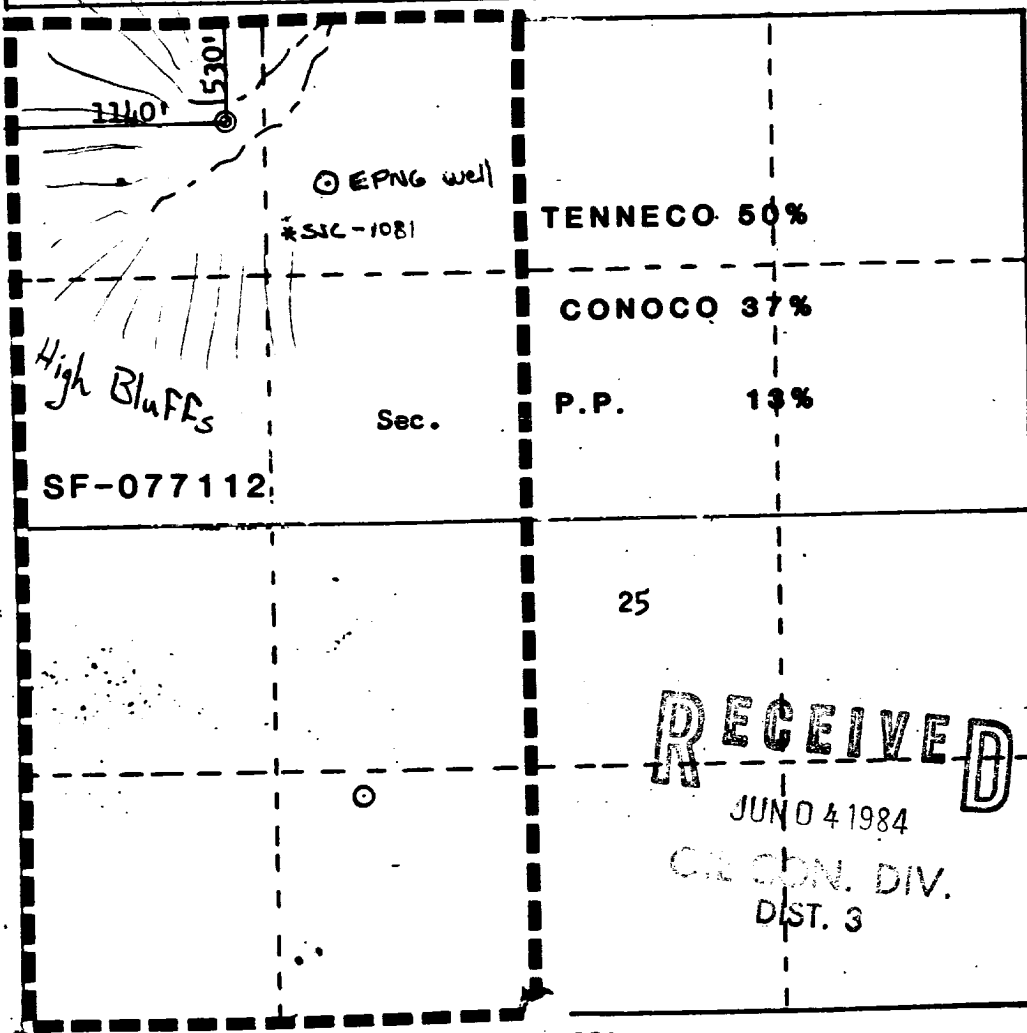 530'
1140'
EPNG well
*SJC-1081
TENNECO 50%
CONOCO 37%
High Bluffs
P.P. 13%
Sec.
SF-077112
25
RECEIVED
JUN 04 1984
OIL CON. DIV.
DIST. 3